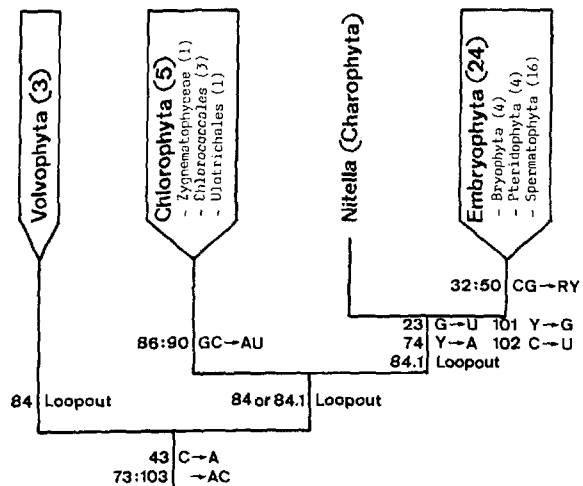 Volvophyta (3)
Chlorophyta (5)
- Zygnematophyceae (1)
- Chlorococcales (3)
- Ulotrichales (1)
Nitella (Charophyta)
Embryophyta (24)
- Bryophyta (4)
- Pteridophyta (4)
- Spermatophyta (16)
32:50 CG→RY
86:90 GC→AU
23 G→U 101 Y→G
74 Y→A 102 C→U
84.1 Loopout
84 Loopout
84 or 84.1 Loopout
43 C→A
73:103 →AC